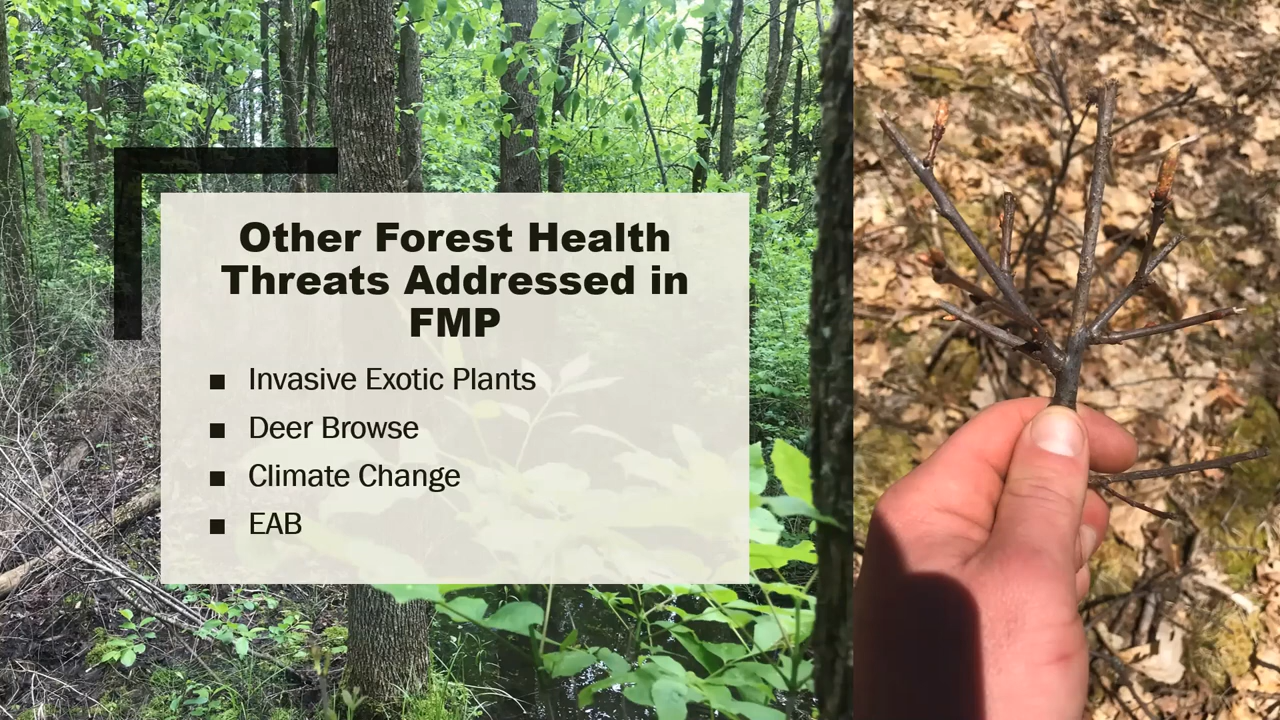 Other Forest Health
Threats Addressed in
FMP
■ Invasive Exotic Plants
■ Deer Browse
■ Climate Change
■ EAB